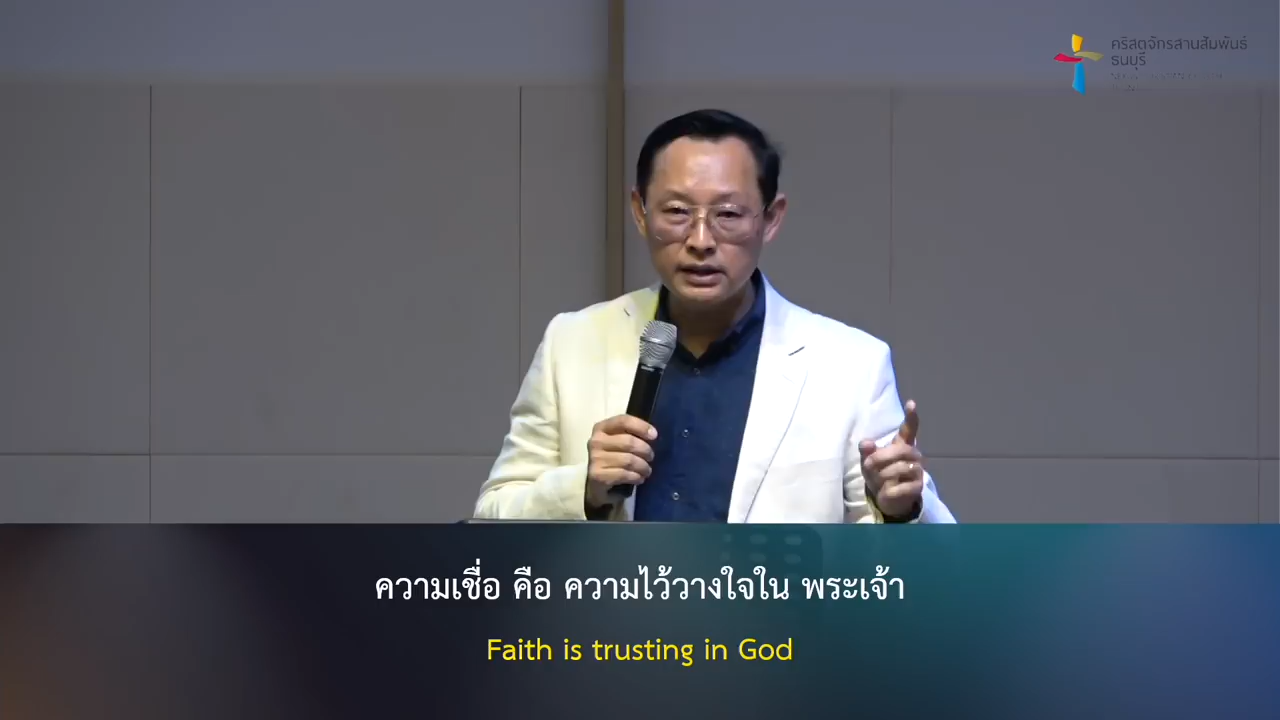 คริสตจักรสานสัมพันธ์
ธนบุรี
ความเชื่อ คือ ความไว้วางใจใน พระเจ้า
Faith is trusting in God